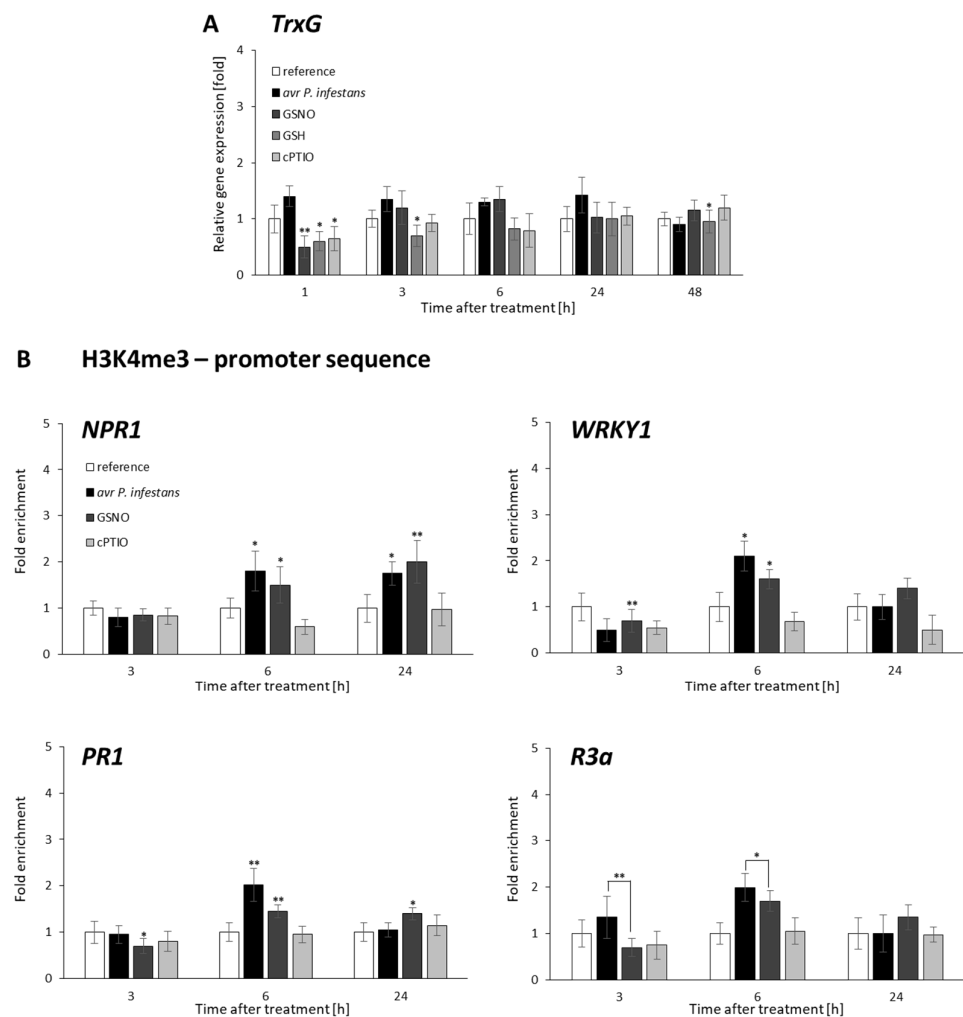 A TrxG
Relative gene expression [fold]
4
3
2
1
0
reference
avr P. infestans
GSNO
GSH
cPTIO
** * *
*
*
1 3 6 24 48
Time after treatment [h]
B H3K4me3 – promoter sequence
NPR1
Fold enrichment
5
4
3
2
1
0
reference
avr P. infestans
GSNO
cPTIO
* *
* **
3 6 24
Time after treatment [h]
WRKY1
Fold enrichment
5
4
3
2
1
0
**
* *
3 6 24
Time after treatment [h]
PR1
Fold enrichment
5
4
3
2
1
0
*
** **
*
3 6 24
Time after treatment [h]
R3a
Fold enrichment
5
4
3
2
1
0
**
*
3 6 24
Time after treatment [h]